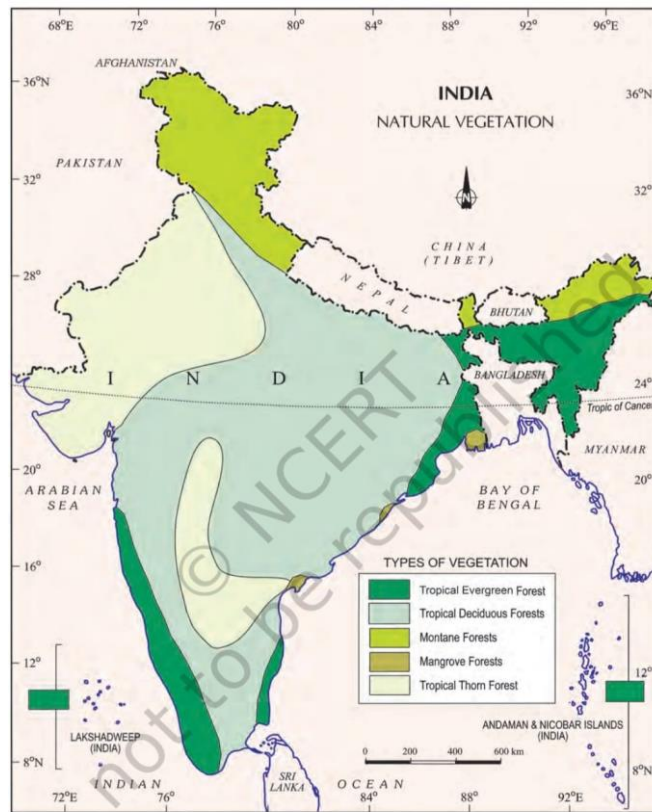 68°E 72° 76° 80° 84° 88° 92° 96°E
36°N
36°N
AFGHANISTAN
INDIA
NATURAL VEGETATION
PAKISTAN
N
32°
32°
CHINA
(TIBET)
28°
28°
NEPAL
BHUTAN
INDIA
BANGLADESH
24°
24°
Tropic of Cancer
MYANMAR
20°
20°
ARABIAN
SEA
BAY OF
BENGAL
16°
TYPES OF VEGETATION
Tropical Evergreen Forest
Tropical Deciduous Forests
Montane Forests
Mangrove Forests
Tropical Thorn Forest
12°
12°
LAKSHADWEEP
(INDIA)
ANDAMAN & NICOBAR ISLANDS
(INDIA)
0 200 400 600 km
8°N
8°N
INDIAN OCEAN
SRI
LANKA
72°E 76° 80° 84° 88° 92°E
© NCERT
not to be republished